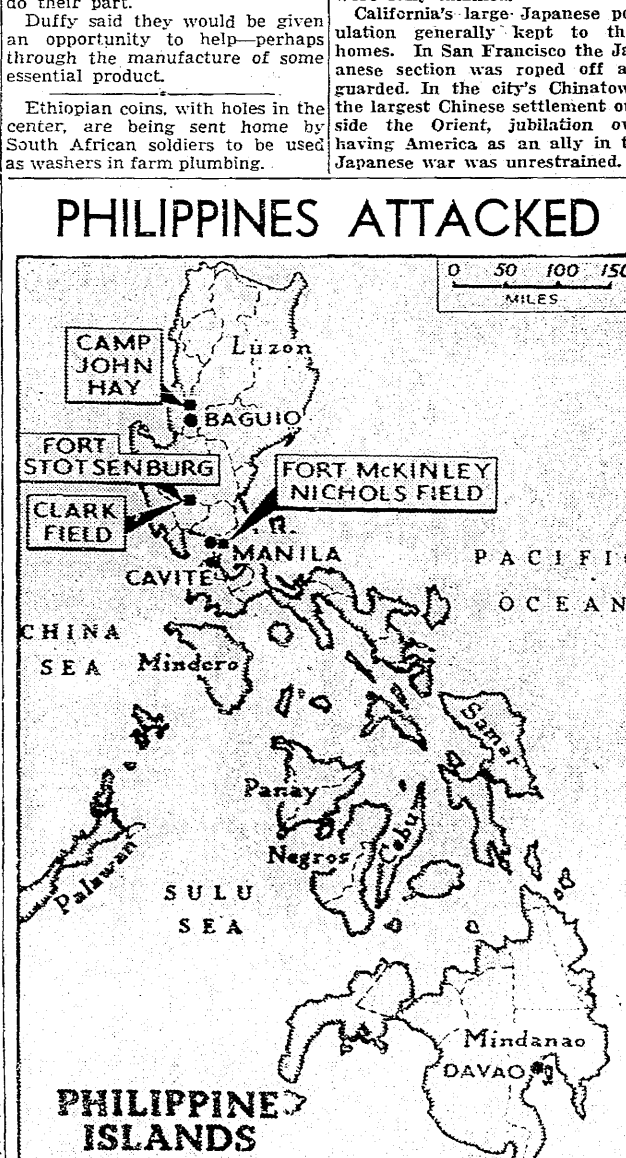 do their part.
Duffy said they would be given
an opportunity to help—perhaps
through the manufacture of some
essential product.
Ethiopian coins, with holes in the
center, are being sent home by
South African soldiers to be used
as washers in farm plumbing.
California's large Japanese po
ulation generally kept to th
homes. In San Francisco the Ja
anese section was roped off a
guarded. In the city's Chinatow
the largest Chinese settlement ou
side the Orient, jubilation ov
having America as an ally in t
Japanese war was unrestrained.
PHILIPPINES ATTACKED
0 50 100 150
MILES
Luzon
CAMP
JOHN
HAY
BAGUIO
FORT
STOTSENBURG
FORT McKINLEY
NICHOLS FIELD
CLARK
FIELD
MANILA
CAVITE
PACIFIC
OCEAN
CHINA
SEA
Mindoro
Samar
Panay
Negros
Cebu
Palawan
SULU
SEA
Mindanao
DAVAO
PHILIPPINE
ISLANDS